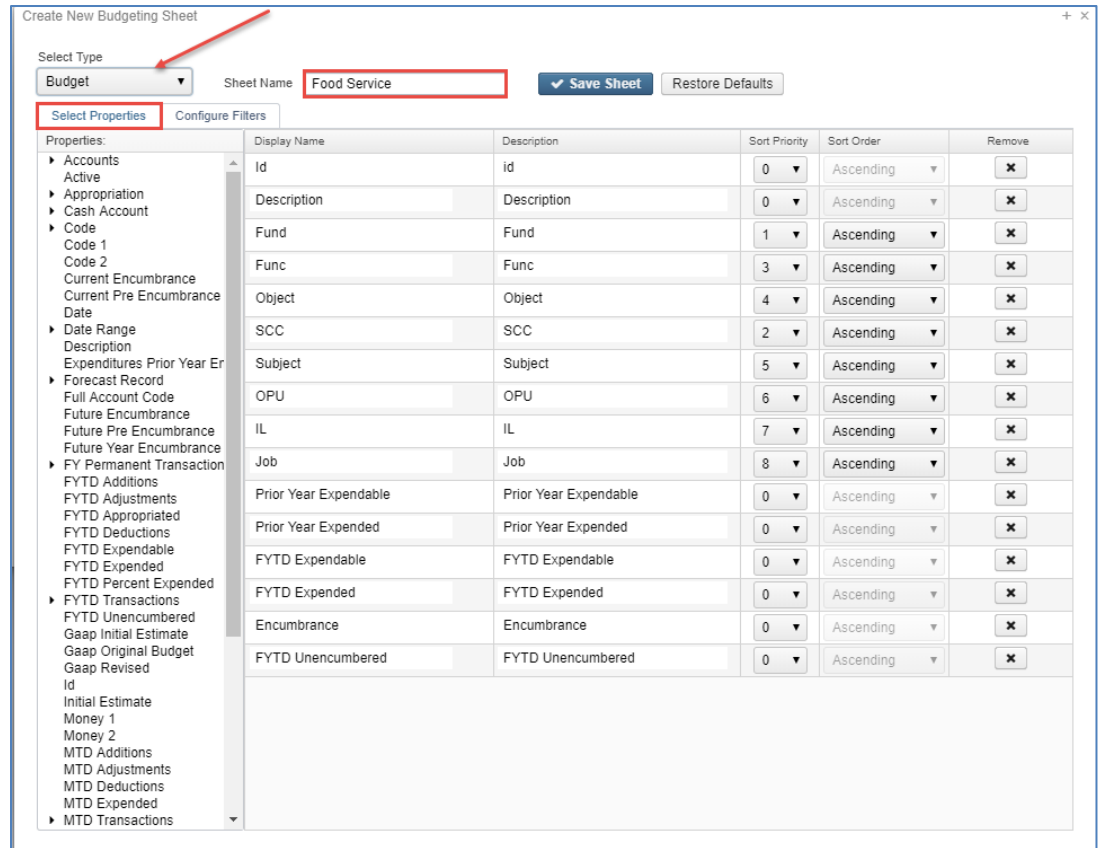 Create New Budgeting Sheet + ×
Select Type
Budget Sheet Name Food Service Save Sheet Restore Defaults
Select Properties Configure Filters
Properties: Display Name Description Sort Priority Sort Order Remove
Accounts
Active
Appropriation
Cash Account
Code
Code 1
Code 2
Current Encumbrance
Current Pre Encumbrance
Date
Date Range
Description
Expenditures Prior Year Er
Forecast Record
Full Account Code
Future Encumbrance
Future Pre Encumbrance
Future Year Encumbrance
FY Permanent Transaction
FYTD Additions
FYTD Adjustments
FYTD Appropriated
FYTD Deductions
FYTD Expendable
FYTD Expended
FYTD Percent Expended
FYTD Transactions
FYTD Unencumbered
Gaap Initial Estimate
Gaap Original Budget
Gaap Revised
Id
Initial Estimate
Money 1
Money 2
MTD Additions
MTD Adjustments
MTD Deductions
MTD Expended
MTD Transactions
Id id 0 Ascending
Description Description 0 Ascending
Fund Fund 1 Ascending
Func Func 3 Ascending
Object Object 4 Ascending
SCC SCC 2 Ascending
Subject Subject 5 Ascending
OPU OPU 6 Ascending
IL IL 7 Ascending
Job Job 8 Ascending
Prior Year Expendable Prior Year Expendable 0 Ascending
Prior Year Expended Prior Year Expended 0 Ascending
FYTD Expendable FYTD Expendable 0 Ascending
FYTD Expended FYTD Expended 0 Ascending
Encumbrance Encumbrance 0 Ascending
FYTD Unencumbered FYTD Unencumbered 0 Ascending